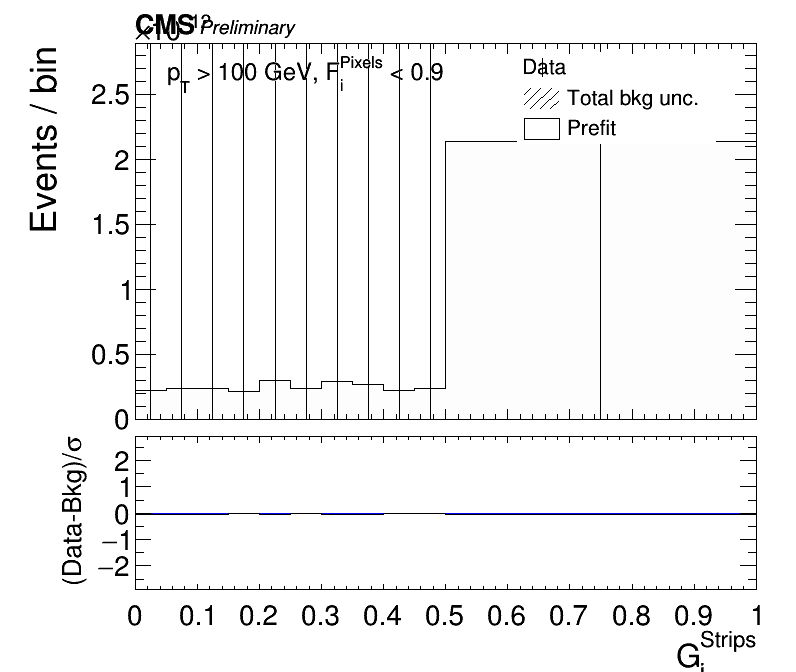 CMS Preliminary
×10^12
p_T > 100 GeV, F_i^Pixels < 0.9
Data
Total bkg unc.
Prefit
Events / bin
2.5
2
1.5
1
0.5
0
(Data-Bkg)/σ
2
1
0
−1
−2
0 0.1 0.2 0.3 0.4 0.5 0.6 0.7 0.8 0.9 1
G_i^Strips